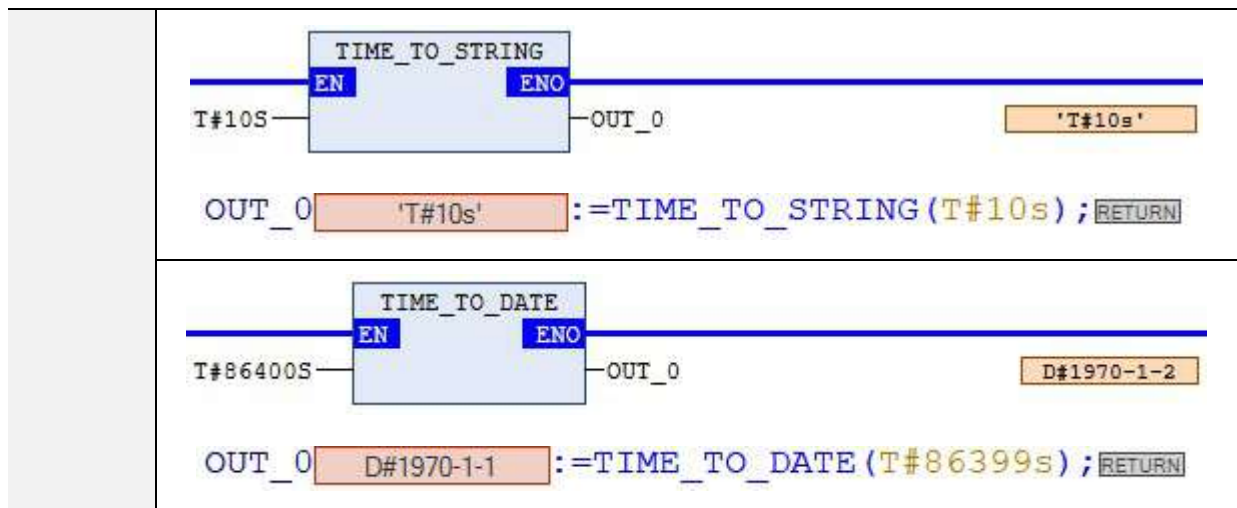 TIME_TO_STRING
EN ENO
T#10S OUT_0 'T#10s'
OUT_0 'T#10s' :=TIME_TO_STRING(T#10s);RETURN
TIME_TO_DATE
EN ENO
T#86400S OUT_0 D#1970-1-2
OUT_0 D#1970-1-1 :=TIME_TO_DATE(T#86399s);RETURN